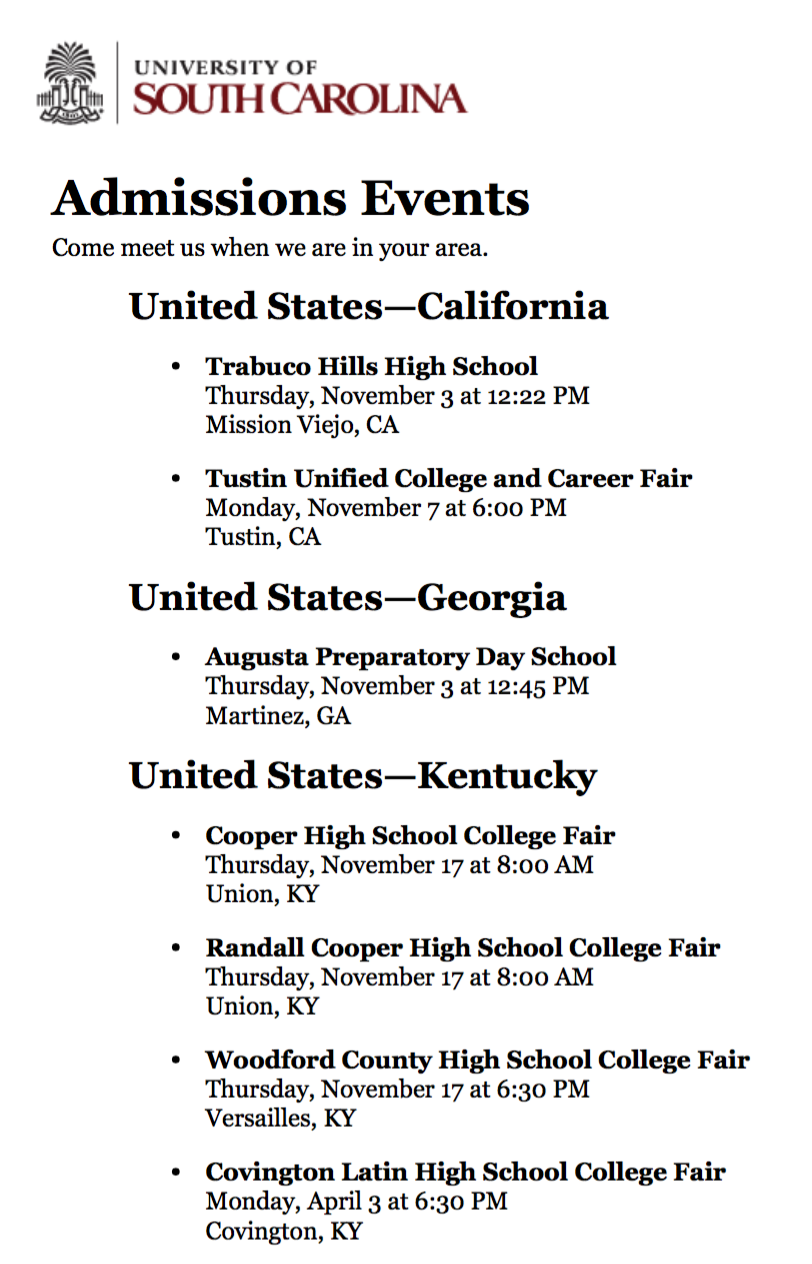 UNIVERSITY OF
SOUTH CAROLINA
Admissions Events
Come meet us when we are in your area.
United States—California
• Trabuco Hills High School
Thursday, November 3 at 12:22 PM
Mission Viejo, CA
• Tustin Unified College and Career Fair
Monday, November 7 at 6:00 PM
Tustin, CA
United States—Georgia
• Augusta Preparatory Day School
Thursday, November 3 at 12:45 PM
Martinez, GA
United States—Kentucky
• Cooper High School College Fair
Thursday, November 17 at 8:00 AM
Union, KY
• Randall Cooper High School College Fair
Thursday, November 17 at 8:00 AM
Union, KY
• Woodford County High School College Fair
Thursday, November 17 at 6:30 PM
Versailles, KY
• Covington Latin High School College Fair
Monday, April 3 at 6:30 PM
Covington, KY